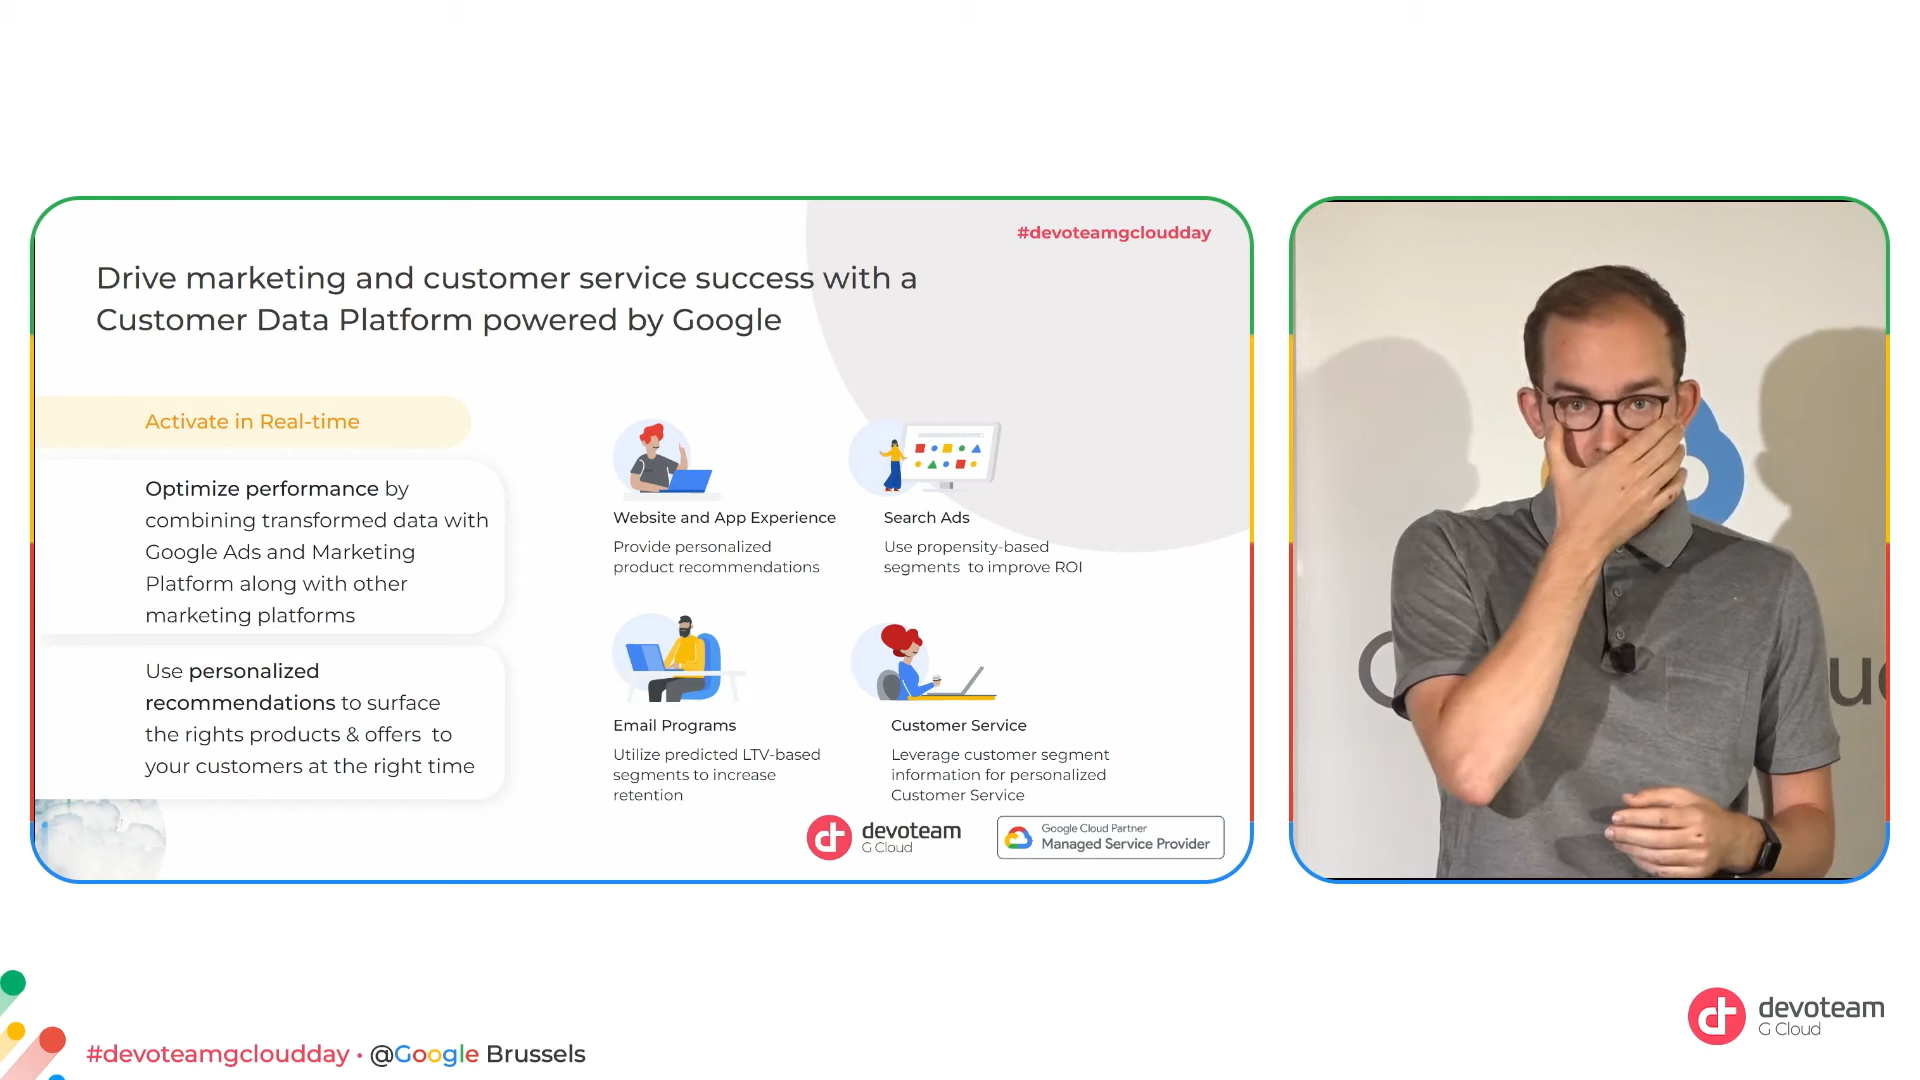 #devoteamgcloudday
Drive marketing and customer service success with a
Customer Data Platform powered by Google
Activate in Real-time
Optimize performance by
combining transformed data with
Google Ads and Marketing
Platform along with other
marketing platforms
Use personalized
recommendations to surface
the rights products & offers to
your customers at the right time
Website and App Experience
Provide personalized
product recommendations
Search Ads
Use propensity-based
segments to improve ROI
Email Programs
Utilize predicted LTV-based
segments to increase
retention
Customer Service
Leverage customer segment
information for personalized
Customer Service
devoteam
G Cloud
Google Cloud Partner
Managed Service Provider
#devoteamgcloudday • @Google Brussels
devoteam
G Cloud